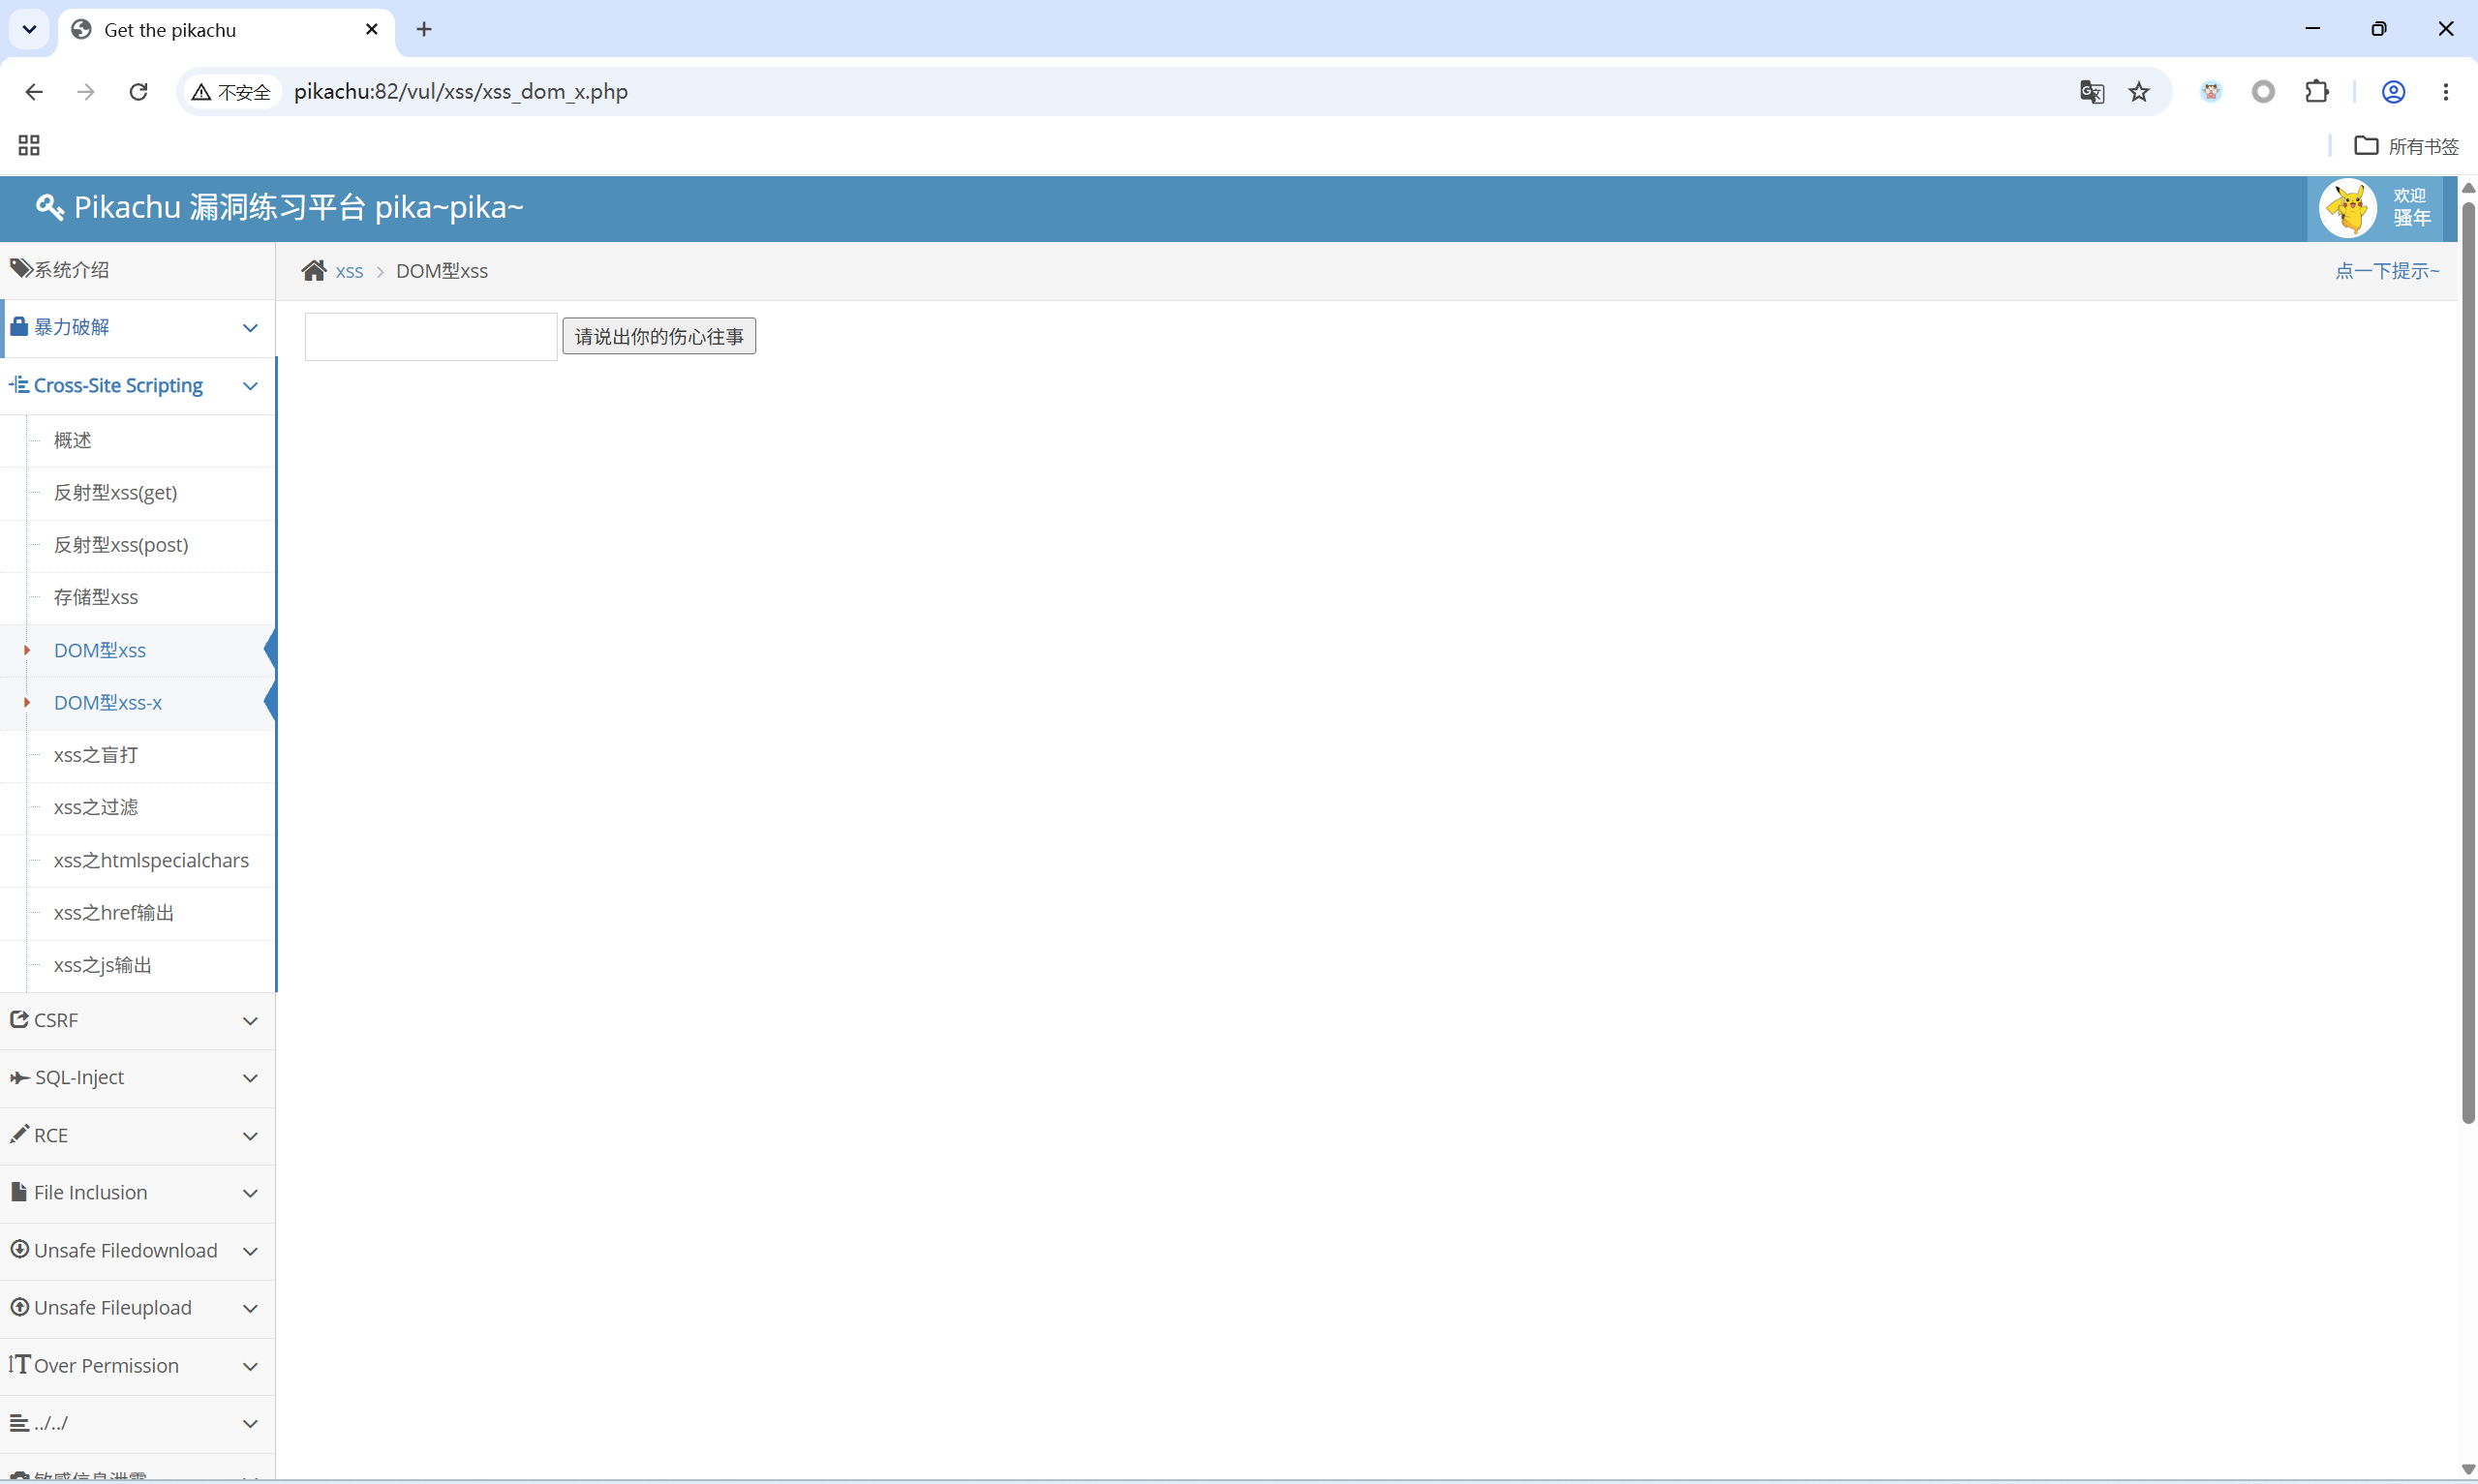 Get the pikachu
不安全
pikachu:82/vul/xss/xss_dom_x.php
所有书签
Pikachu 漏洞练习平台 pika~pika~
欢迎
骚年
系统介绍
xss
DOM型xss
点一下提示~
暴力破解
请说出你的伤心往事
Cross-Site Scripting
概述
反射型xss(get)
反射型xss(post)
存储型xss
DOM型xss
DOM型xss-x
xss之盲打
xss之过滤
xss之htmlspecialchars
xss之href输出
xss之js输出
CSRF
SQL-Inject
RCE
File Inclusion
Unsafe Filedownload
Unsafe Fileupload
Over Permission
../../
敏感信息泄露